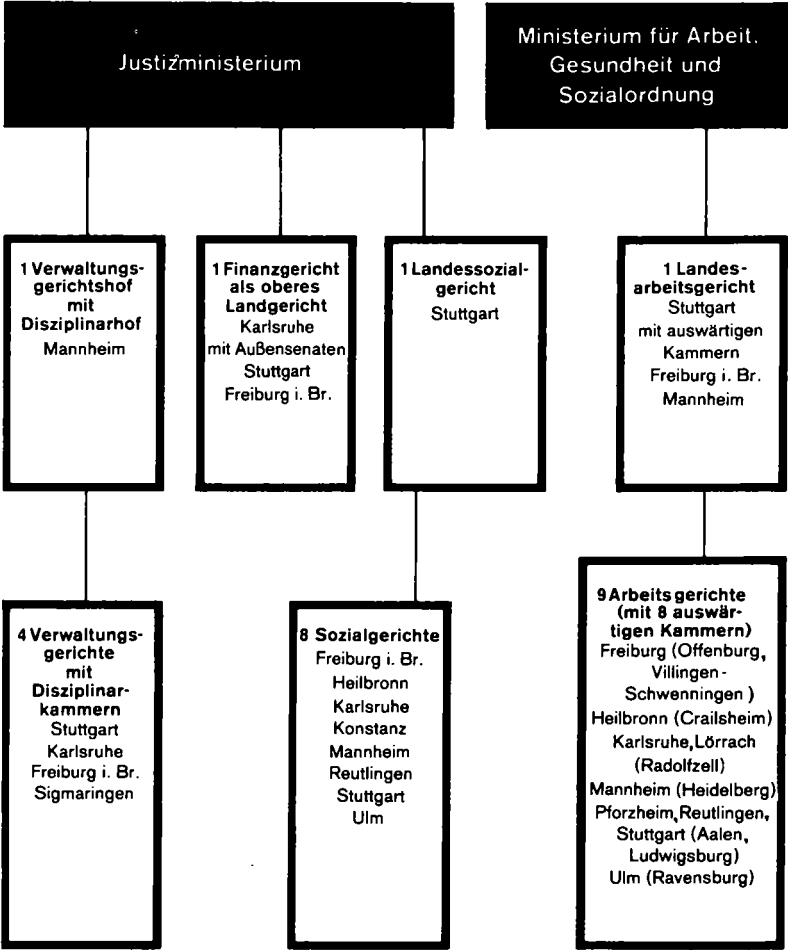 Justizministerium
Ministerium für Arbeit,
Gesundheit und
Sozialordnung
1 Verwaltungs-
gerichtshof
mit
Disziplinarhof
Mannheim
1 Finanzgericht
als oberes
Landgericht
Karlsruhe
mit Außensenaten
Stuttgart
Freiburg i. Br.
1 Landessozial-
gericht
Stuttgart
1 Landes-
arbeitsgericht
Stuttgart
mit auswärtigen
Kammern
Freiburg i. Br.
Mannheim
4 Verwaltungs-
gerichte
mit
Disziplinar-
kammern
Stuttgart
Karlsruhe
Freiburg i. Br.
Sigmaringen
8 Sozialgerichte
Freiburg i. Br.
Heilbronn
Karlsruhe
Konstanz
Mannheim
Reutlingen
Stuttgart
Ulm
9 Arbeitsgerichte
(mit 8 auswär-
tigen Kammern)
Freiburg (Offenburg,
Villingen-
Schwenningen)
Heilbronn (Crailsheim)
Karlsruhe, Lörrach
(Radolfzell)
Mannheim (Heidelberg)
Pforzheim, Reutlingen,
Stuttgart (Aalen,
Ludwigsburg)
Ulm (Ravensburg)